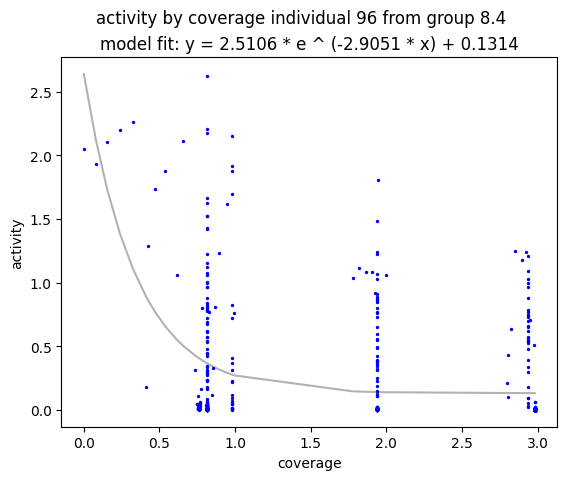 activity by coverage individual 96 from group 8.4
model fit: y = 2.5106 * e ^ (-2.9051 * x) + 0.1314
2.5
2.0
1.5
1.0
0.5
0.0
activity
0.0 0.5 1.0 1.5 2.0 2.5 3.0
coverage